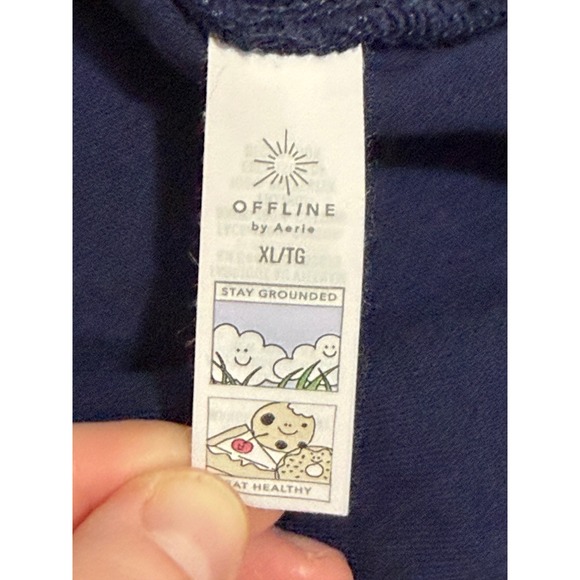 OFFLINE
by Aerie
XL/TG
STAY GROUNDED
EAT HEALTHY